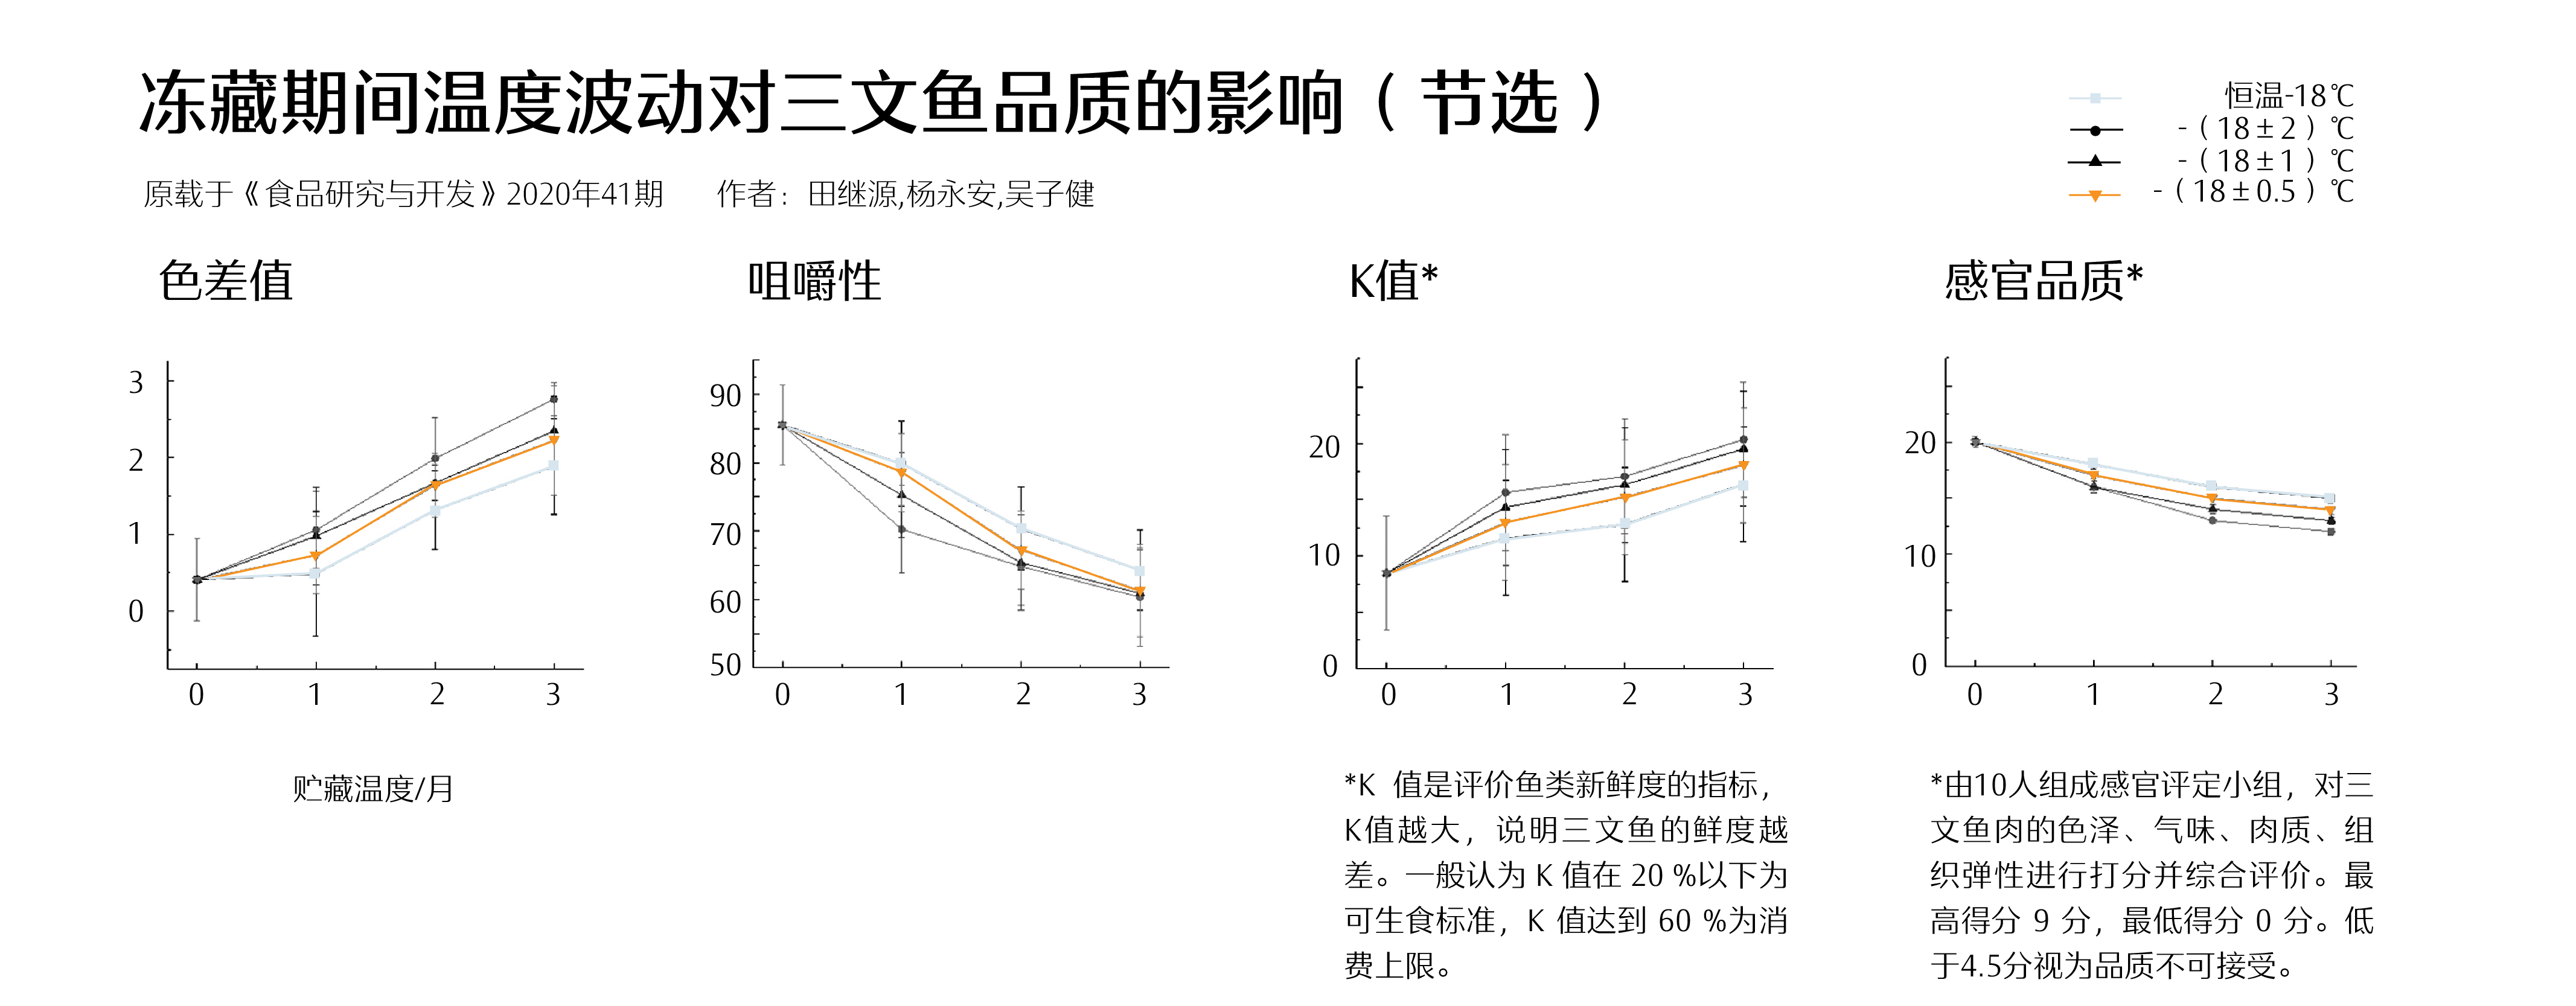 冻藏期间温度波动对三文鱼品质的影响（节选）
原载于《食品研究与开发》2020年41期 作者：田继源,杨永安,吴子健
恒温-18℃
-（18±2）℃
-（18±1）℃
-（18±0.5）℃
色差值
3
2
1
0
0 1 2 3
贮藏温度/月
咀嚼性
90
80
70
60
50
0 1 2 3
K值*
20
10
0
0 1 2 3
*K 值是评价鱼类新鲜度的指标，
K值越大，说明三文鱼的鲜度越
差。一般认为 K 值在 20 %以下为
可生食标准，K 值达到 60 %为消
费上限。
感官品质*
20
10
0
0 1 2 3
*由10人组成感官评定小组，对三
文鱼肉的色泽、气味、肉质、组
织弹性进行打分并综合评价。最
高得分 9 分，最低得分 0 分。低
于4.5分视为品质不可接受。